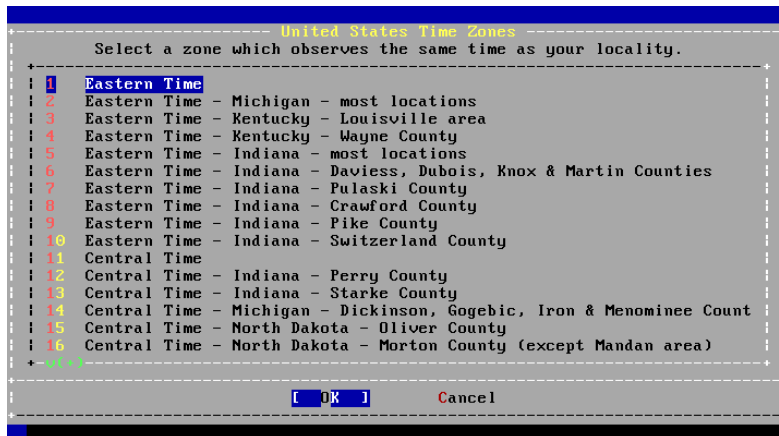 United States Time Zones
Select a zone which observes the same time as your locality.
1 Eastern Time
2 Eastern Time - Michigan - most locations
3 Eastern Time - Kentucky - Louisville area
4 Eastern Time - Kentucky - Wayne County
5 Eastern Time - Indiana - most locations
6 Eastern Time - Indiana - Daviess, Dubois, Knox & Martin Counties
7 Eastern Time - Indiana - Pulaski County
8 Eastern Time - Indiana - Crawford County
9 Eastern Time - Indiana - Pike County
10 Eastern Time - Indiana - Switzerland County
11 Central Time
12 Central Time - Indiana - Perry County
13 Central Time - Indiana - Starke County
14 Central Time - Michigan - Dickinson, Gogebic, Iron & Menominee Count
15 Central Time - North Dakota - Oliver County
16 Central Time - North Dakota - Morton County (except Mandan area)
v(+)
[ OK ] Cancel